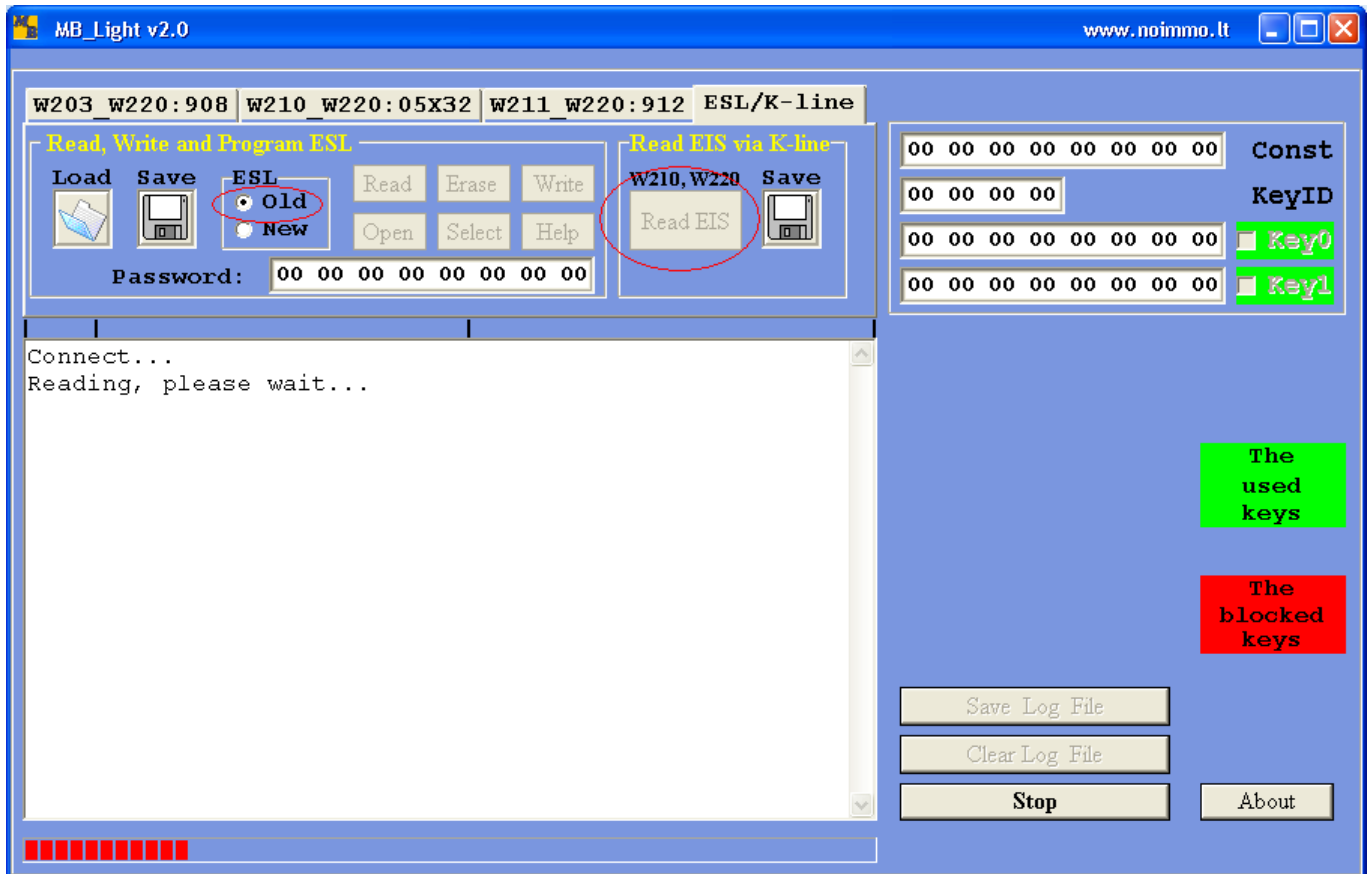 MB_Light v2.0 www.noimmo.lt
W203_W220:908 W210_W220:05X32 W211_W220:912 ESL/K-line
Read, Write and Program ESL
Load Save
ESL
Old
New
Read Erase Write
Open Select Help
Password: 00 00 00 00 00 00 00 00
Read EIS via K-line
W210, W220 Save
Read EIS
00 00 00 00 00 00 00 00 Const
00 00 00 00 KeyID
00 00 00 00 00 00 00 00 Key0
00 00 00 00 00 00 00 00 Key1
Connect...
Reading, please wait...
The
used
keys
The
blocked
keys
Save Log File
Clear Log File
Stop
About